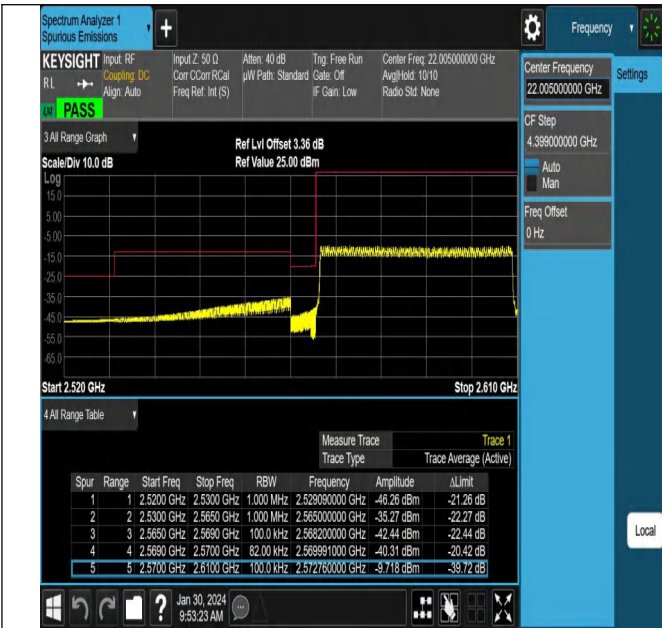 Spectrum Analyzer 1
Spurious Emissions
+
Frequency
KEYSIGHT Input: RF Input Z: 50 Ω Atten: 40 dB Trig: Free Run Center Freq: 22.005000000 GHz
RL Coupling: DC Corr CCorr RCal µW Path: Standard Gate: Off Avg|Hold: 10/10
Align: Auto Freq Ref: Int (S) IF Gain: Low Radio Std: None
PASS
Center Frequency
22.005000000 GHz
Settings
CF Step
4.399000000 GHz
Auto
Man
Freq Offset
0 Hz
3 All Range Graph
Ref Lvl Offset 3.36 dB
Scale/Div 10.0 dB Ref Value 25.00 dBm
Log
15.0
5.00
-5.00
-15.0
-25.0
-35.0
-45.0
-55.0
-65.0
Start 2.520 GHz Stop 2.610 GHz
4 All Range Table
Measure Trace Trace 1
Trace Type Trace Average (Active)
Spur Range Start Freq Stop Freq RBW Frequency Amplitude ΔLimit
1 1 2.5200 GHz 2.5300 GHz 1.000 MHz 2.529090000 GHz -46.26 dBm -21.26 dB
2 2 2.5300 GHz 2.5650 GHz 1.000 MHz 2.565000000 GHz -35.27 dBm -22.27 dB
3 3 2.5650 GHz 2.5690 GHz 100.0 kHz 2.568200000 GHz -42.44 dBm -22.44 dB
4 4 2.5690 GHz 2.5700 GHz 82.00 kHz 2.569991000 GHz -40.31 dBm -20.42 dB
5 5 2.5700 GHz 2.6100 GHz 100.0 kHz 2.572760000 GHz -9.718 dBm -39.72 dB
Local
? Jan 30, 2024
9:53:23 AM